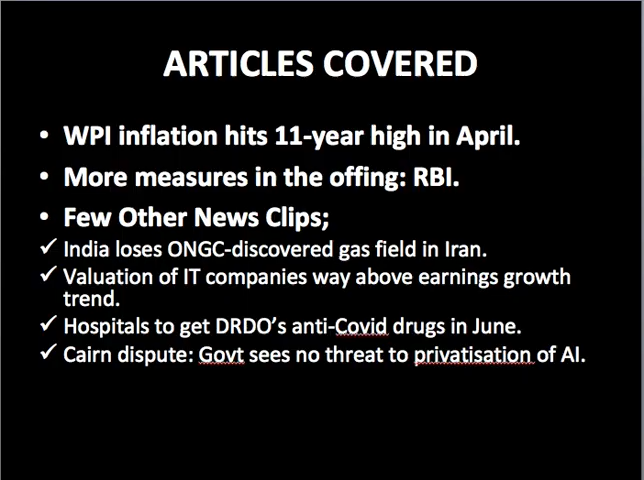 ARTICLES COVERED
• WPI inflation hits 11-year high in April.
• More measures in the offing: RBI.
• Few Other News Clips;
✓ India loses ONGC-discovered gas field in Iran.
✓ Valuation of IT companies way above earnings growth
trend.
✓ Hospitals to get DRDO's anti-Covid drugs in June.
✓ Cairn dispute: Govt sees no threat to privatisation of AI.